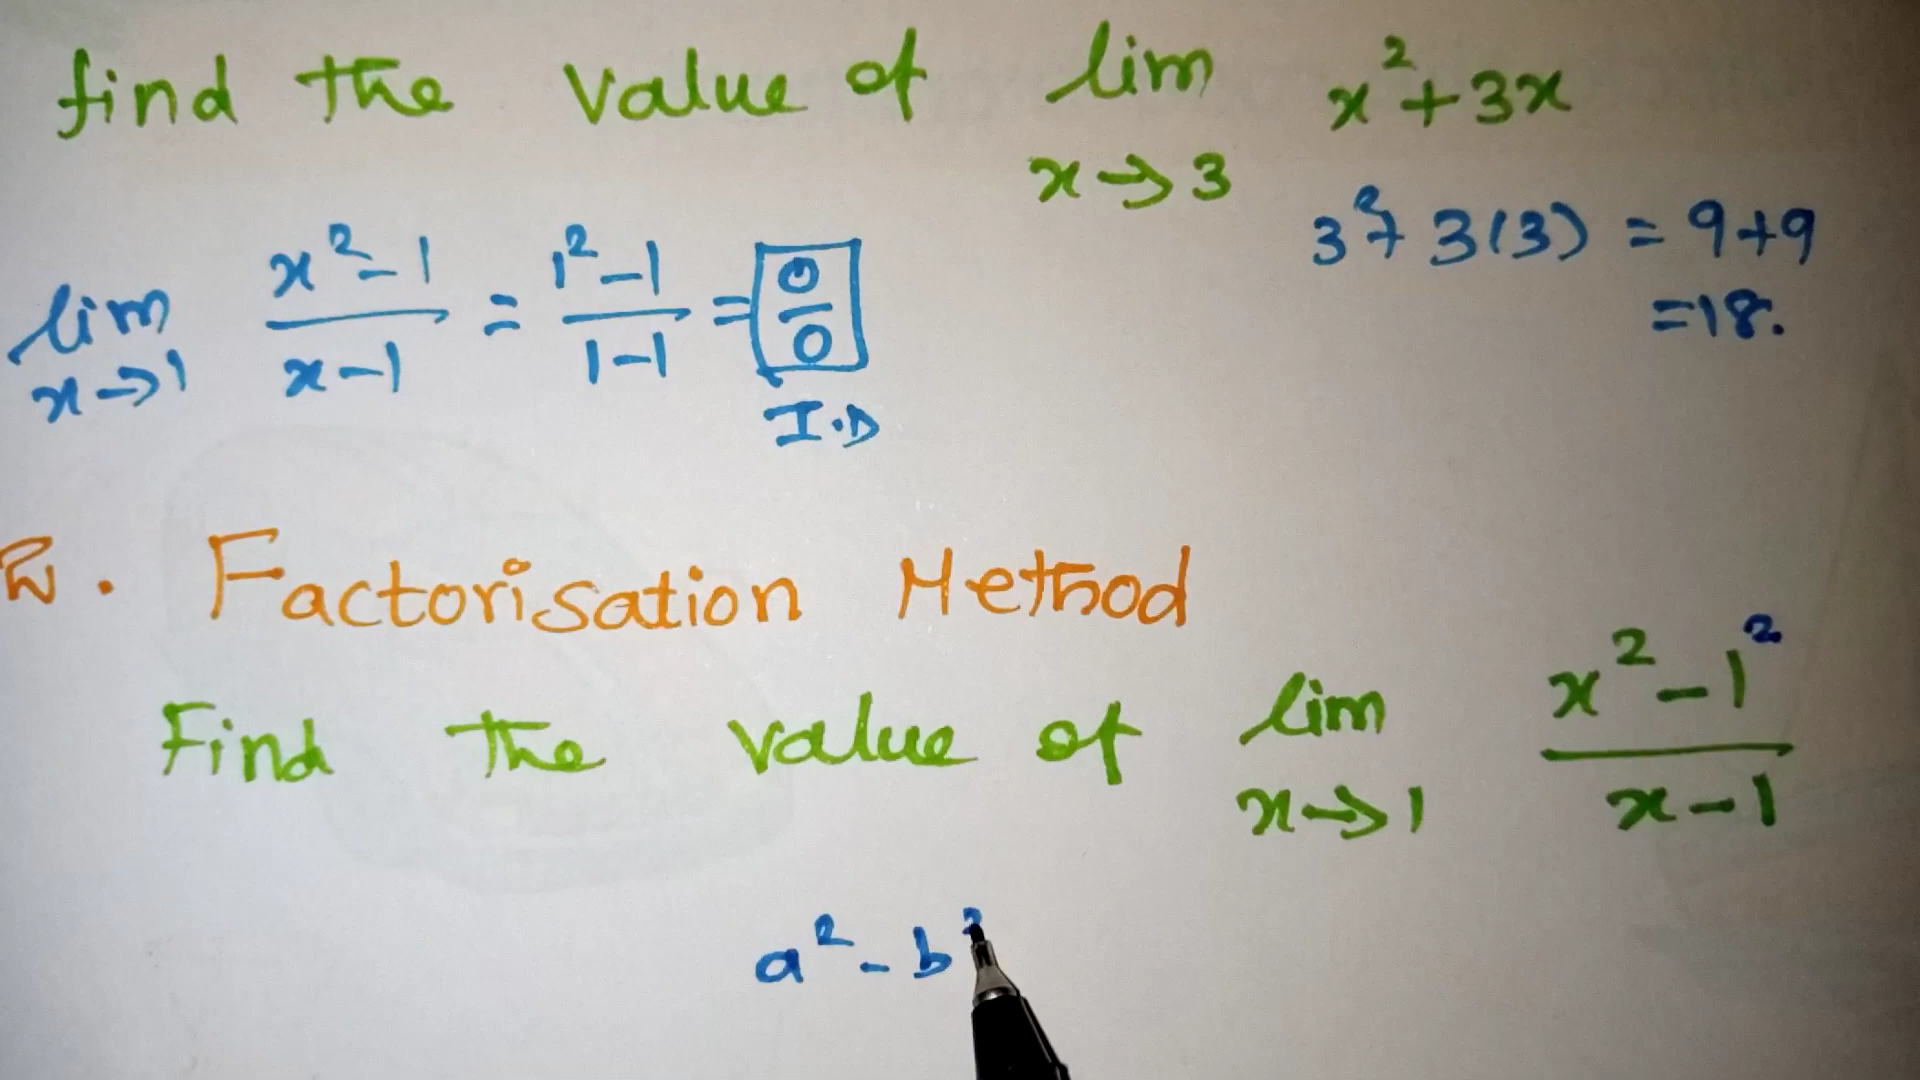 find the value of lim x→3 x²+3x
3²+3(3) = 9+9
=18.
lim x→1 x²-1/x-1 = 1²-1/1-1 = 0/0
I.D
2. Factorisation Method
Find the value of lim x→1 x²-1²/x-1
a²-b²